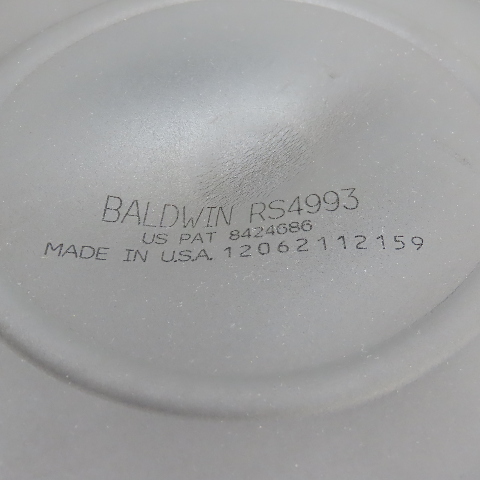 BALDWIN RS4993
US PAT 8424686
MADE IN U.S.A. 12062112159